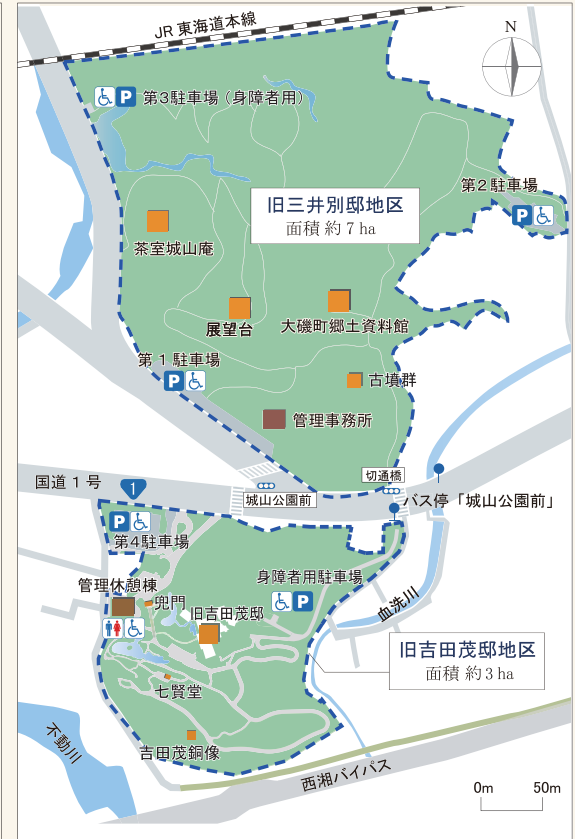 JR東海道本線
N
P 第3駐車場（身障者用）
第2駐車場
P
旧三井別邸地区
面積 約7ha
茶室城山庵
展望台
大磯町郷土資料館
第1駐車場
P
古墳群
管理事務所
国道1号
1
城山公園前
切通橋
バス停「城山公園前」
P
第4駐車場
管理休憩棟
兜門
旧吉田茂邸
身障者用駐車場
P
血洗川
旧吉田茂邸地区
面積 約3ha
七賢堂
吉田茂銅像
不動川
西湘バイパス
0m 50m